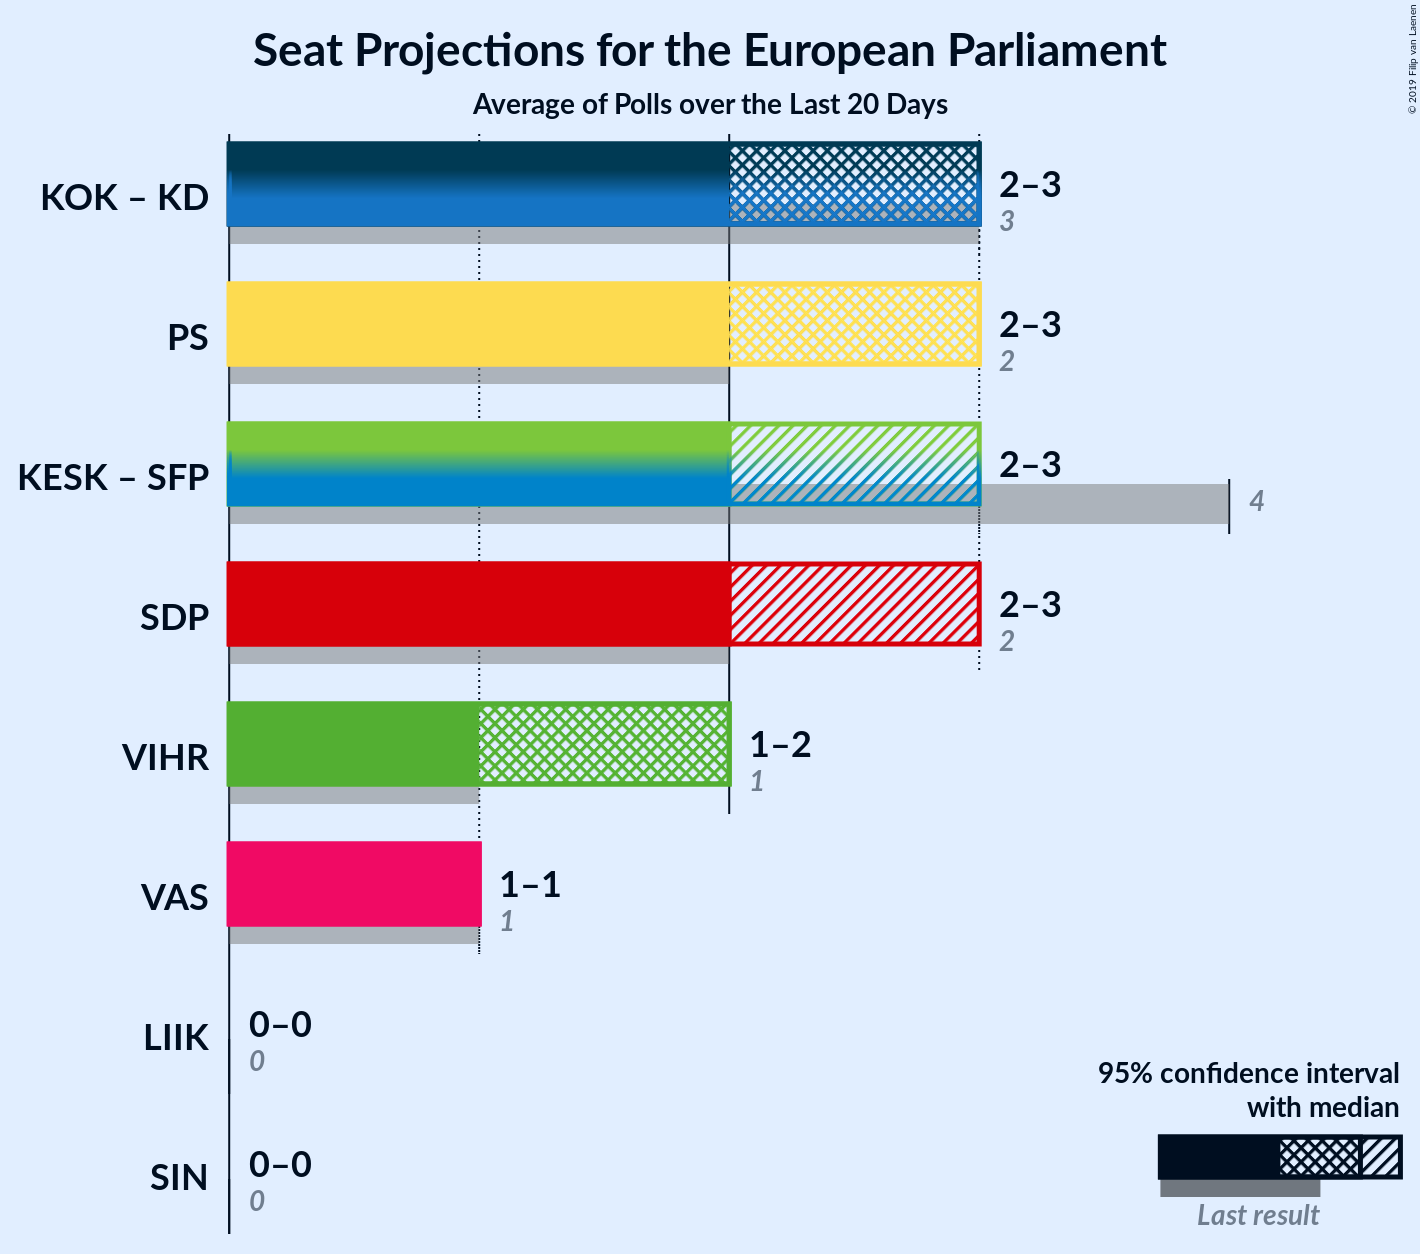 Seat Projections for the European Parliament
Average of Polls over the Last 20 Days
© 2019 Filip van Laenen
KOK – KD
2–3
3
PS
2–3
2
KESK – SFP
2–3
4
SDP
2–3
2
VIHR
1–2
1
VAS
1–1
1
LIIK
0–0
0
SIN
0–0
0
95% confidence interval
with median
Last result